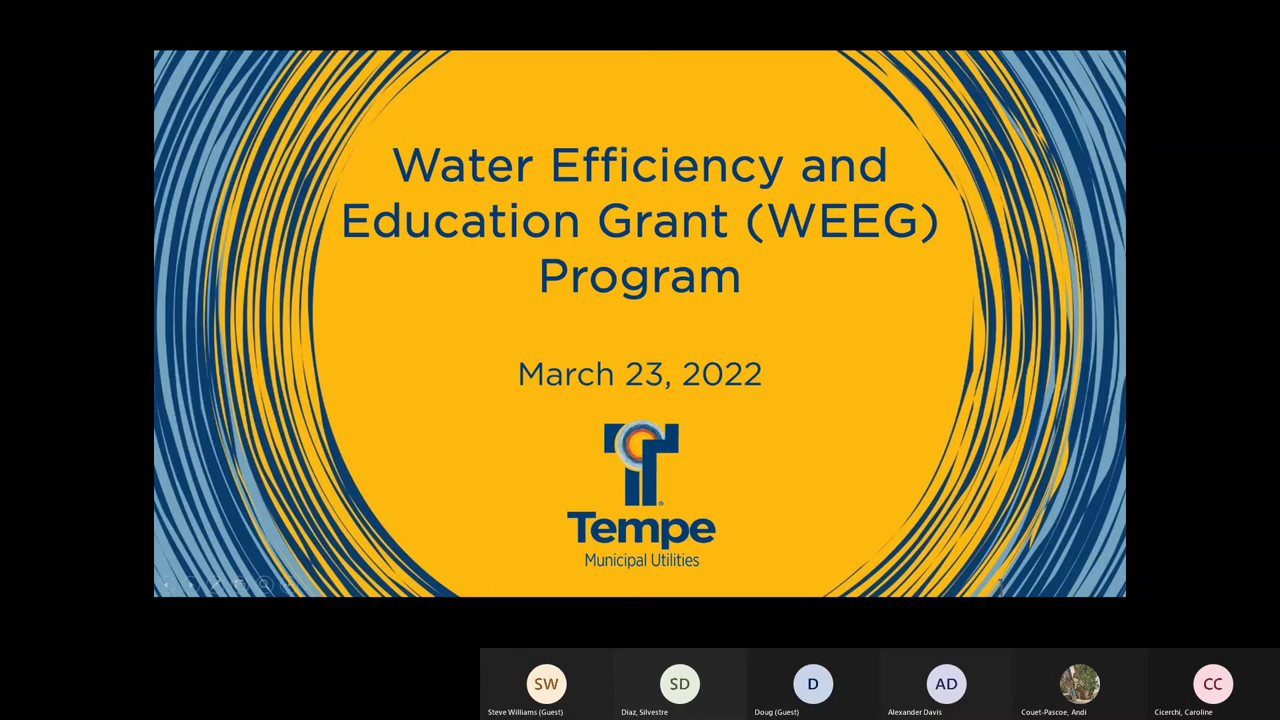 Water Efficiency and
Education Grant (WEEG)
Program
March 23, 2022
Tempe
Municipal Utilities
SW
SD
D
AD
CC
Steve Williams (Guest)
Diaz, Silvestre
Doug (Guest)
Alexander Davis
Couet-Pascoe, Andi
Cicerchi, Caroline